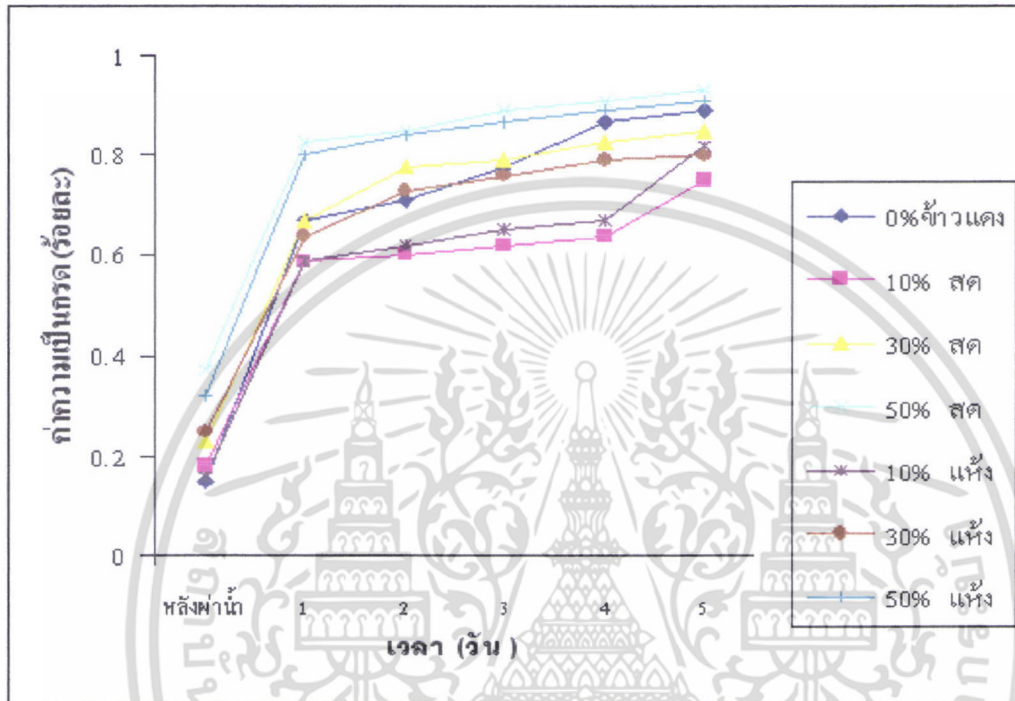 1
0.8
0.6
0.4
0.2
0
ค่าความเป็นกรด (ร้อยละ)
หลังผ่าน้ำ 1 2 3 4 5
เวลา (วัน)
0%ข้าวแดง
10% สด
30% สด
50% สด
10% แห้ง
30% แห้ง
50% แห้ง